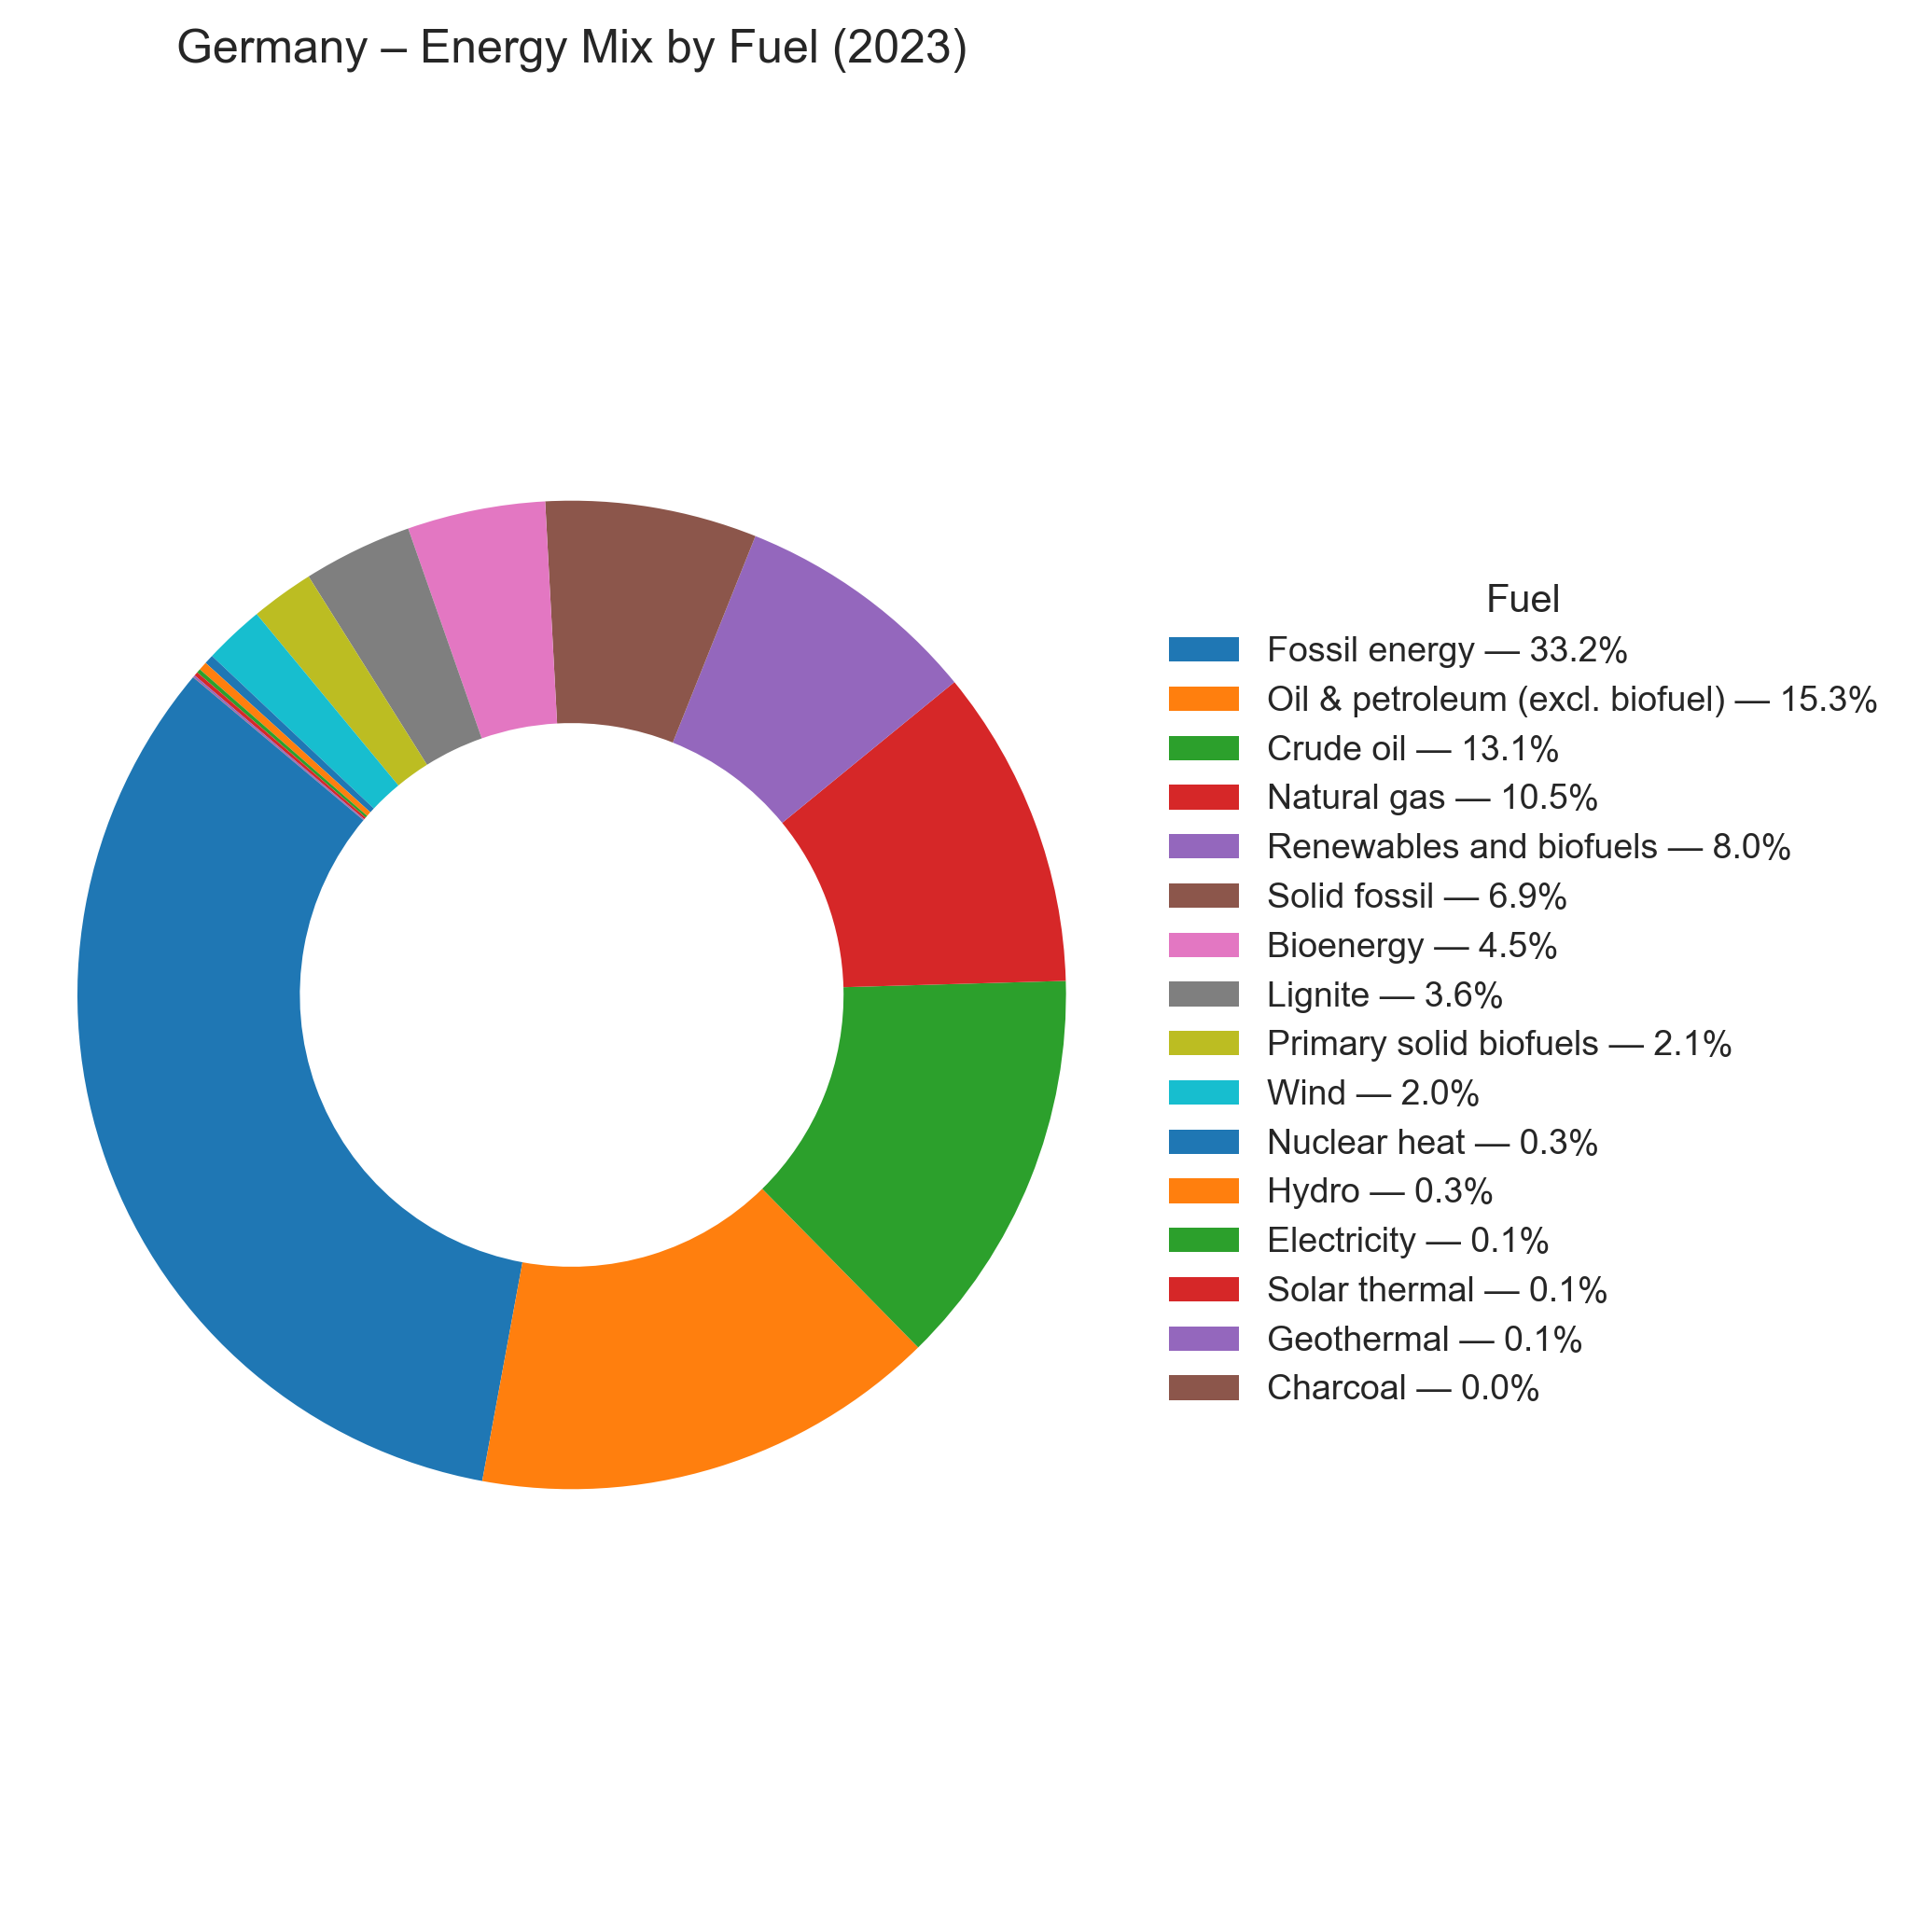 Germany – Energy Mix by Fuel (2023)
Fuel
Fossil energy — 33.2%
Oil & petroleum (excl. biofuel) — 15.3%
Crude oil — 13.1%
Natural gas — 10.5%
Renewables and biofuels — 8.0%
Solid fossil — 6.9%
Bioenergy — 4.5%
Lignite — 3.6%
Primary solid biofuels — 2.1%
Wind — 2.0%
Nuclear heat — 0.3%
Hydro — 0.3%
Electricity — 0.1%
Solar thermal — 0.1%
Geothermal — 0.1%
Charcoal — 0.0%